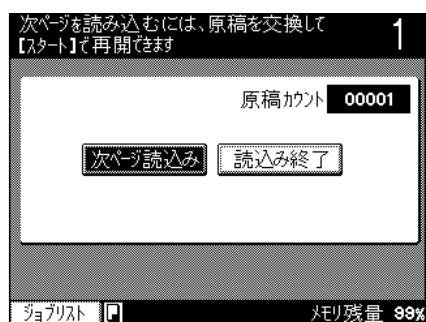 次ページを読み込むには、原稿を交換して
【スタート】で再開できます
1
原稿カウント 00001
次ページ読込み 読込み終了
ジョブリスト メモリ残量 99%